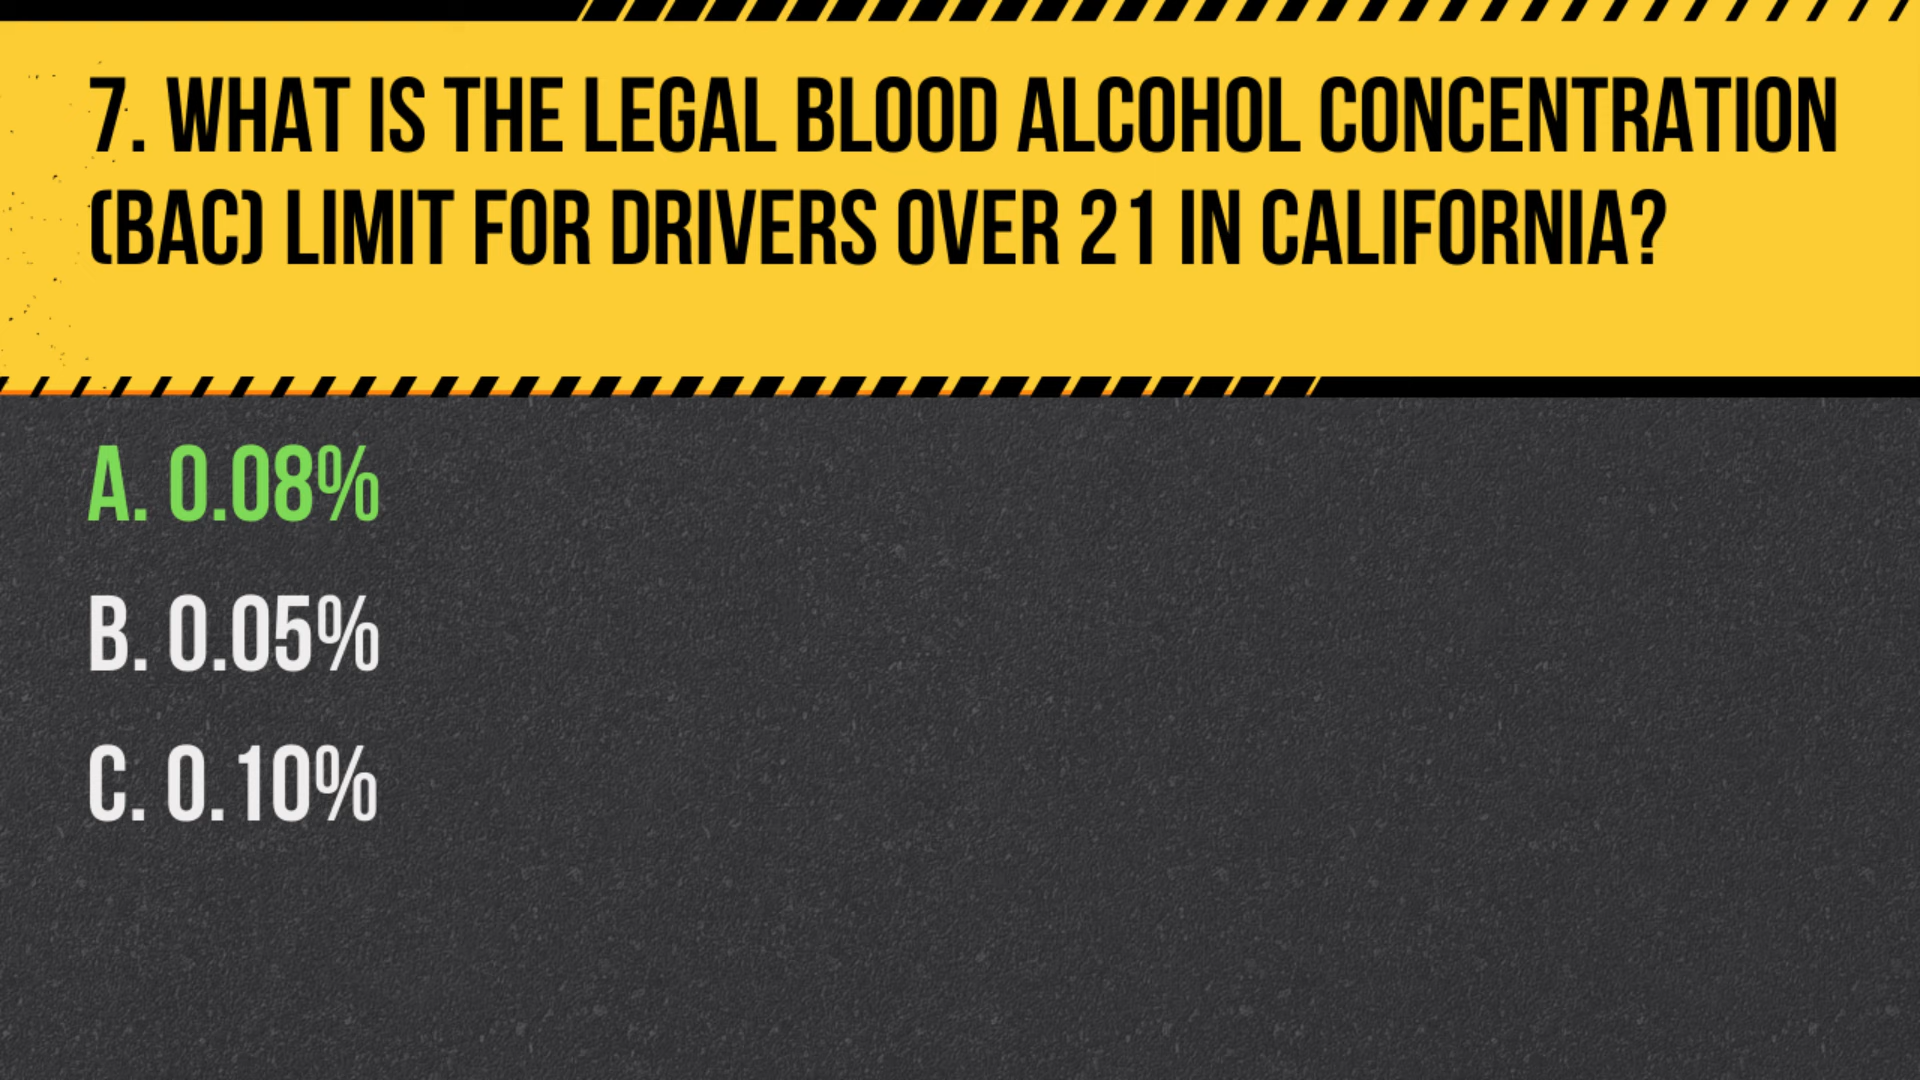 7. WHAT IS THE LEGAL BLOOD ALCOHOL CONCENTRATION
(BAC) LIMIT FOR DRIVERS OVER 21 IN CALIFORNIA?
A. 0.08%
B. 0.05%
C. 0.10%